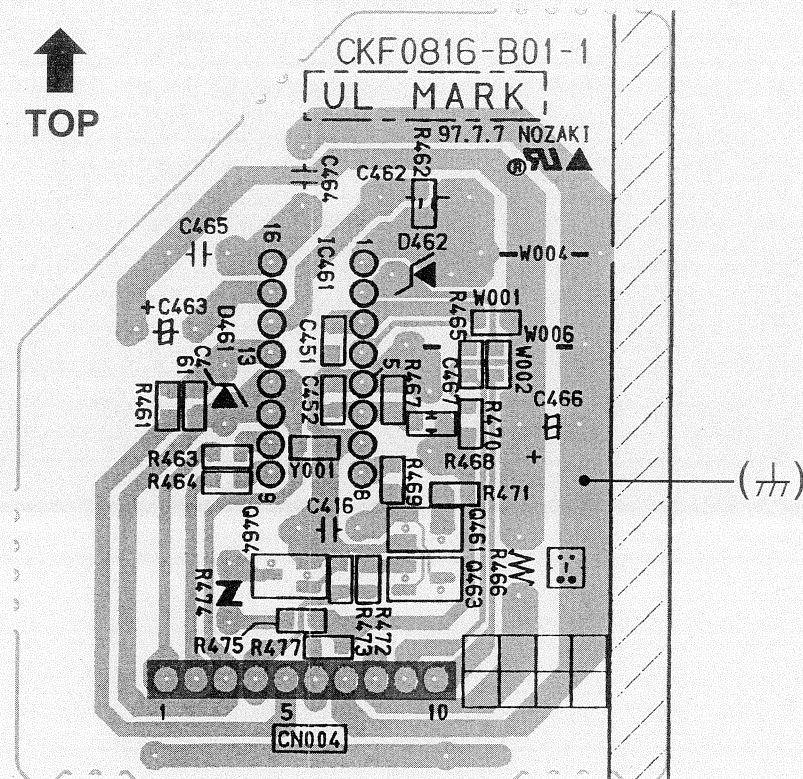 TOP
CKF0816-B01-1
UL MARK
97.7.7 NOZAKI
R462
C464
C462
C465
16
IC461
1
D462
W004
+
C463
D461
13
C451
R465
W001
W006
C461
R461
C452
5
R467
C467
W002
C466
+
R463
R464
Y001
R470
R468
9
8
R469
R471
C416
Q464
Q461
Q463
R466
R474
R475
R477
R473
R472
1
5
10
CN004